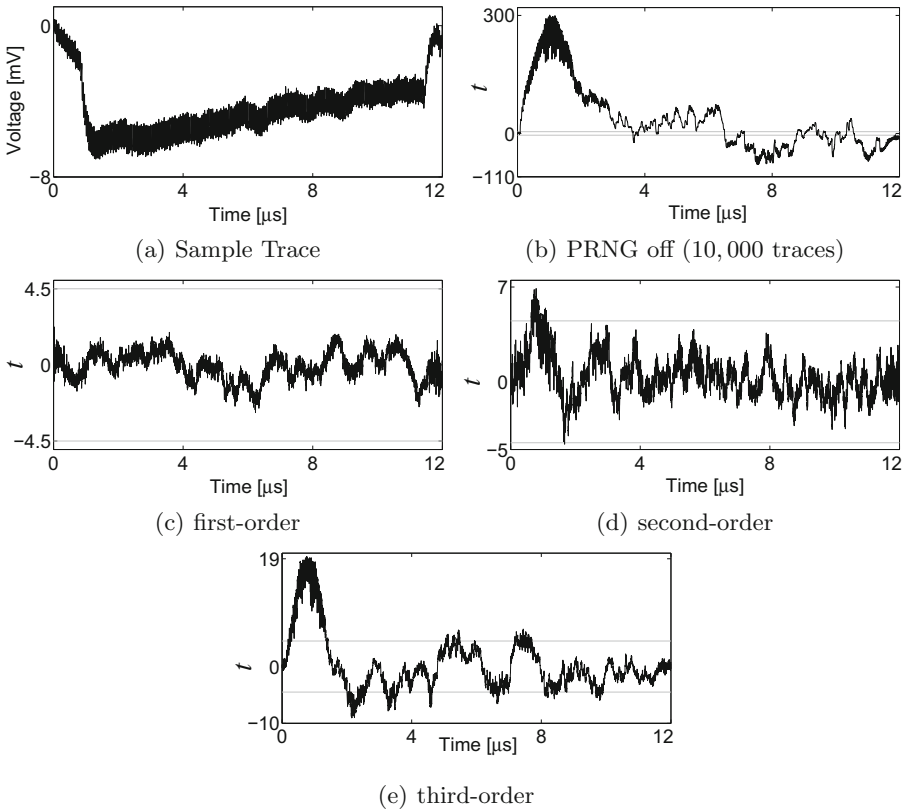 0
Voltage [mV]
−8
0
4
8
12
Time [μs]
(a) Sample Trace
300
t
0
−110
0
4
8
12
Time [μs]
(b) PRNG off (10, 000 traces)
4.5
t
0
−4.5
0
4
8
12
Time [μs]
(c) first-order
7
t
0
−5
0
4
8
12
Time [μs]
(d) second-order
19
t
0
−10
0
4
8
12
Time [μs]
(e) third-order